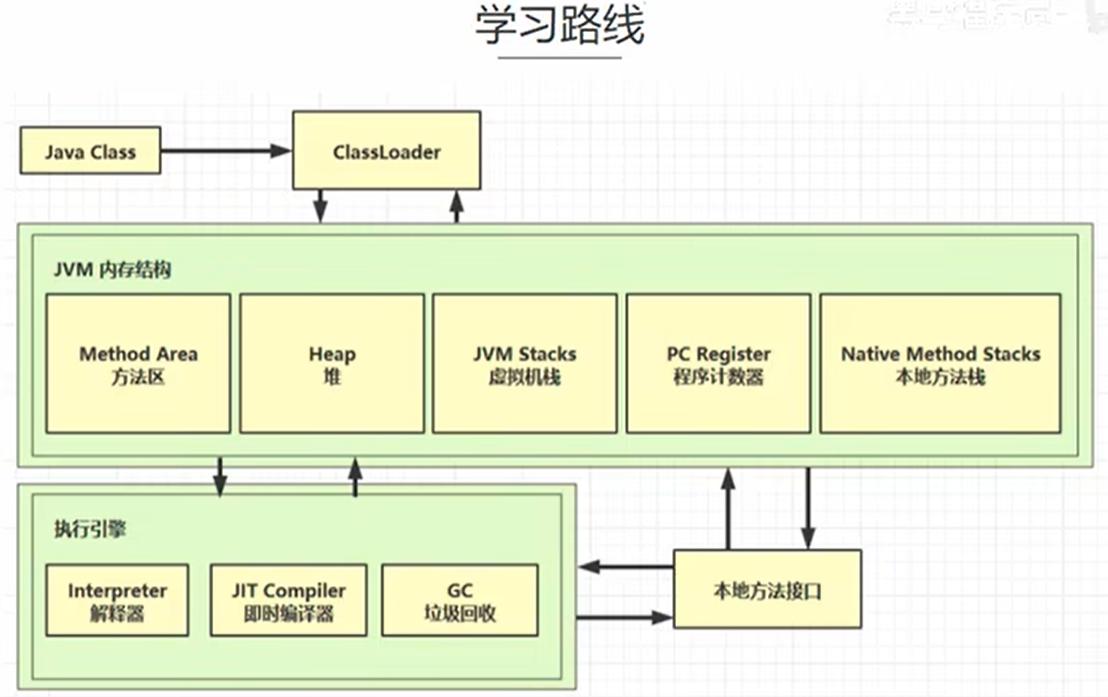 学习路线
Java Class
ClassLoader
JVM 内存结构
Method Area
方法区
Heap
堆
JVM Stacks
虚拟机栈
PC Register
程序计数器
Native Method Stacks
本地方法栈
执行引擎
Interpreter
解释器
JIT Compiler
即时编译器
GC
垃圾回收
本地方法接口